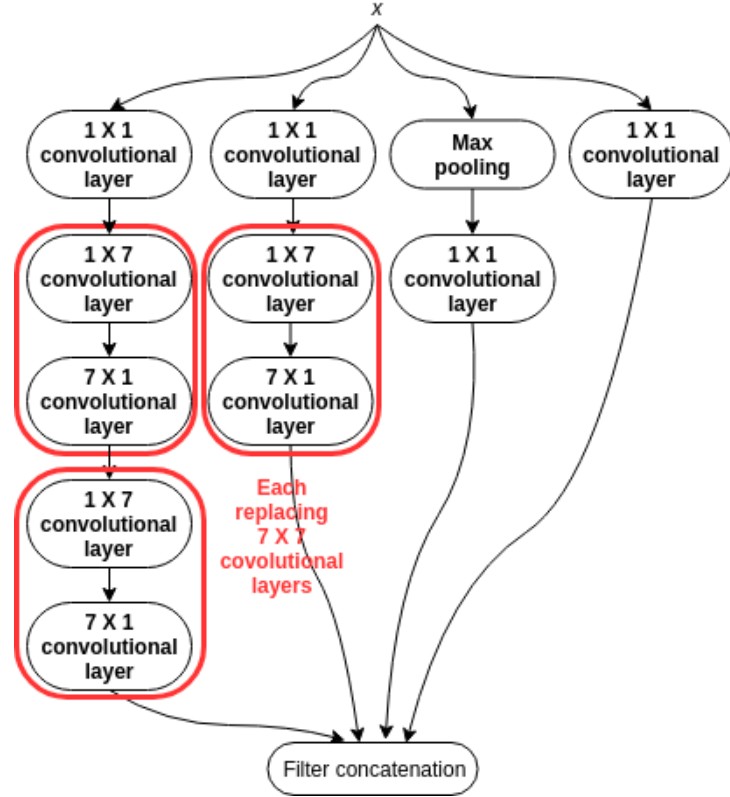 x
1 X 1
convolutional
layer
1 X 1
convolutional
layer
Max
pooling
1 X 1
convolutional
layer
1 X 7
convolutional
layer
1 X 7
convolutional
layer
1 X 1
convolutional
layer
7 X 1
convolutional
layer
7 X 1
convolutional
layer
1 X 7
convolutional
layer
Each
replacing
7 X 7
covolutional
layers
7 X 1
convolutional
layer
Filter concatenation